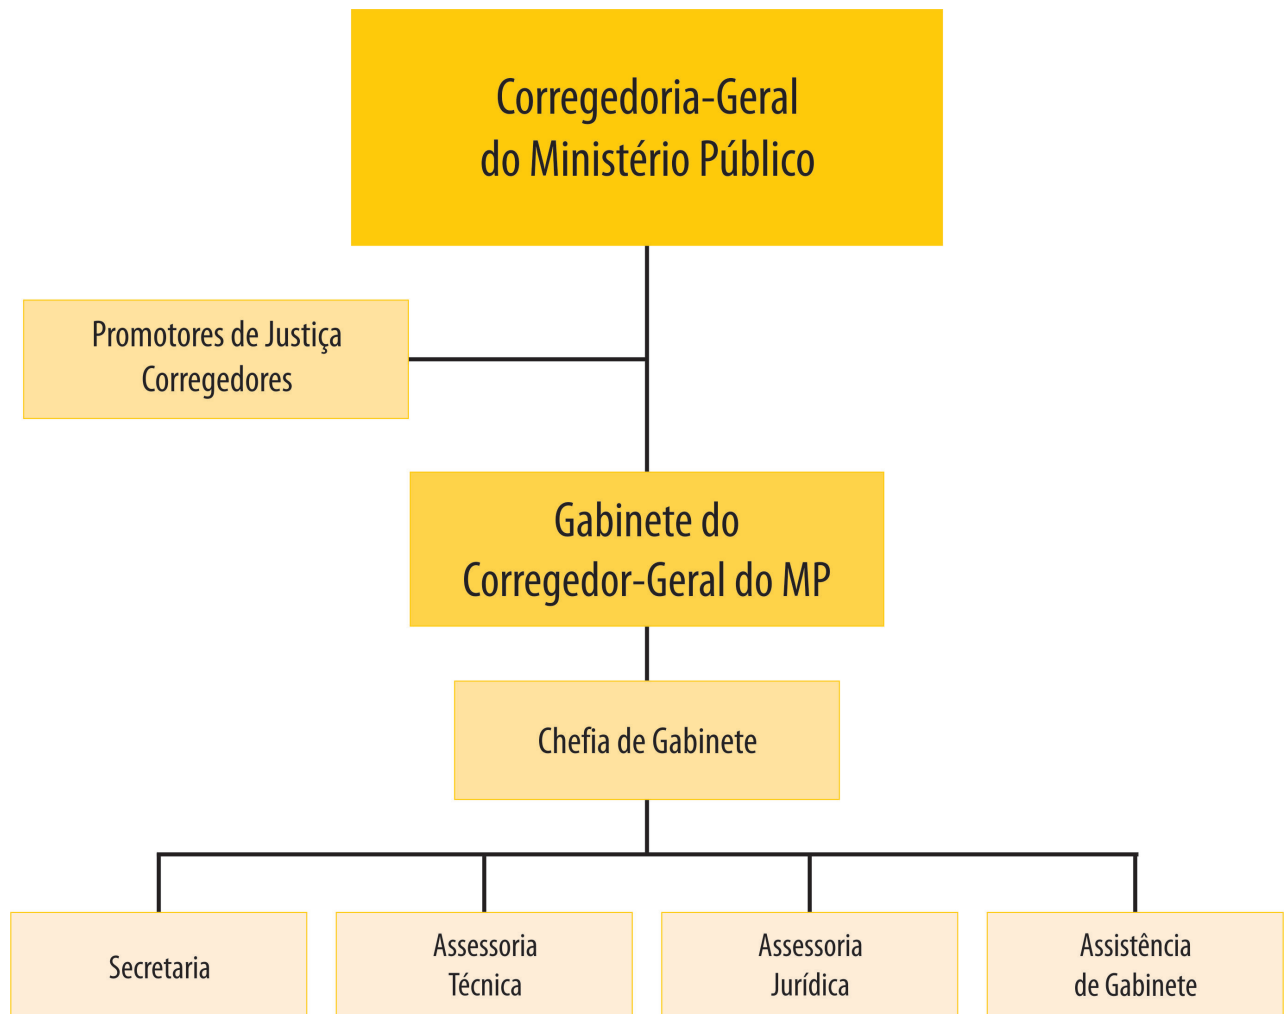 Corregedoria-Geral
do Ministério Público
Promotores de Justiça
Corregedores
Gabinete do
Corregedor-Geral do MP
Chefia de Gabinete
Secretaria
Assessoria
Técnica
Assessoria
Jurídica
Assistência
de Gabinete